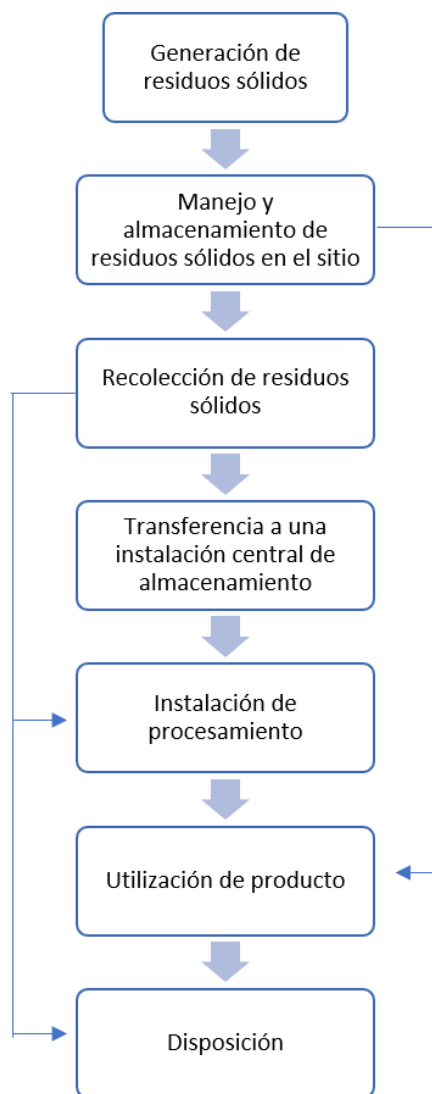 Generación de
residuos sólidos
Manejo y
almacenamiento de
residuos sólidos en el sitio
Recolección de residuos
sólidos
Transferencia a una
instalación central de
almacenamiento
Instalación de
procesamiento
Utilización de producto
Disposición